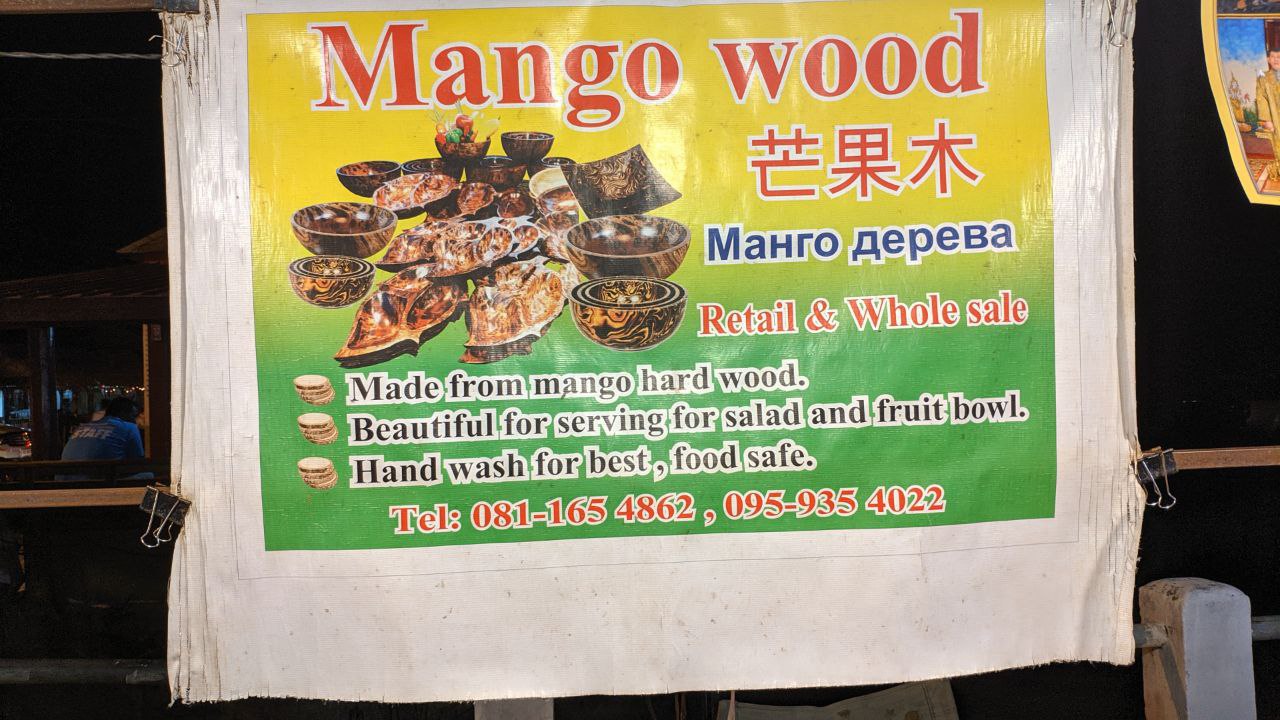 Mango wood
芒果木
Манго дерева
Retail & Whole sale
Made from mango hard wood.
Beautiful for serving for salad and fruit bowl.
Hand wash for best , food safe.
Tel: 081-165 4862 , 095-935 4022
STAFF